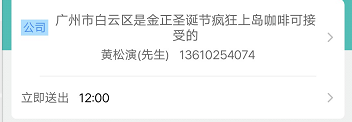 公司 广州市白云区是金正圣诞节疯狂上岛咖啡可接
受的
黄松演(先生) 13610254074
立即送出 12:00